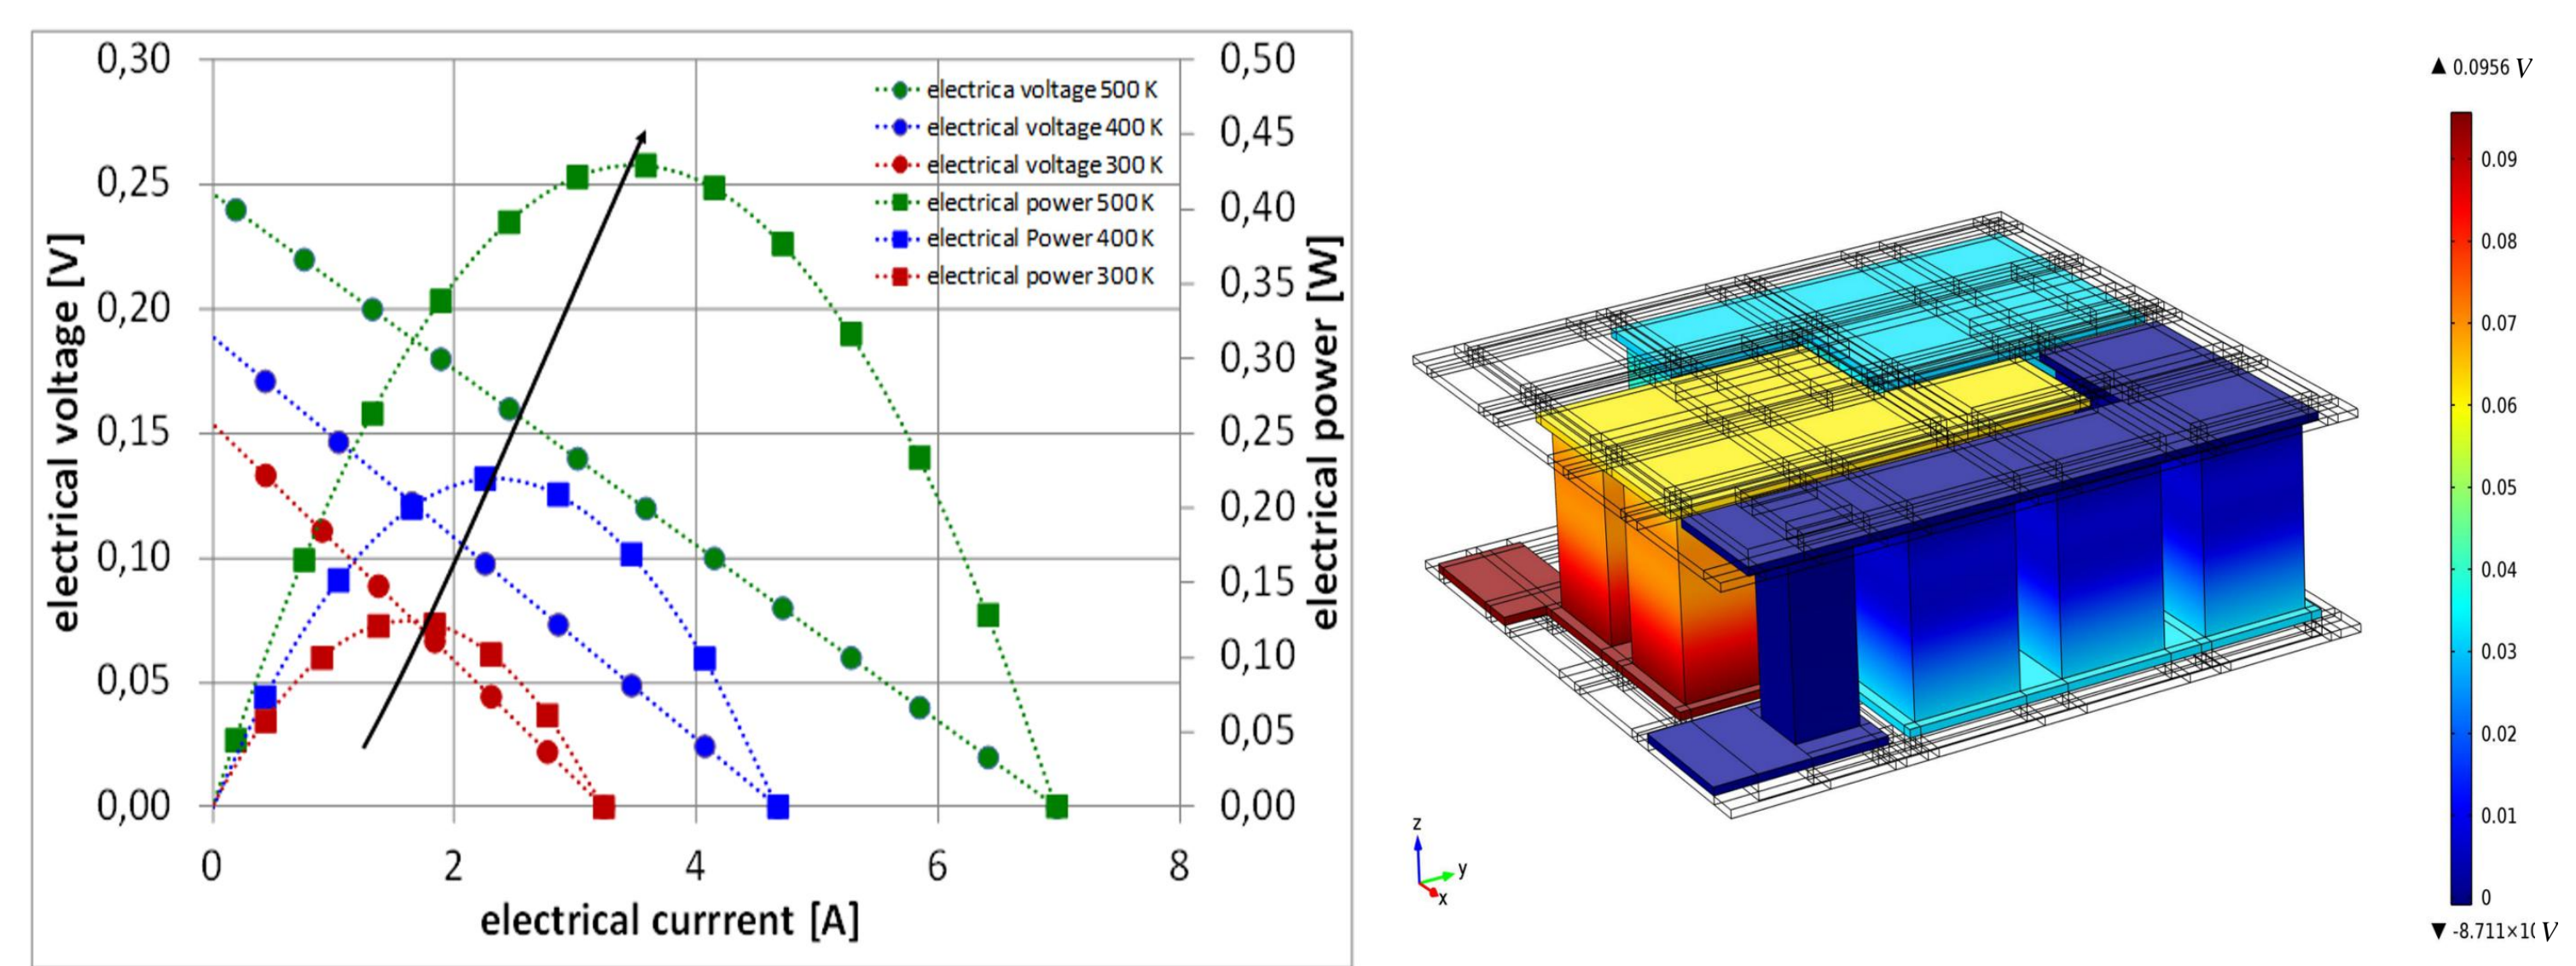 0,30
0,25
0,20
0,15
0,10
0,05
0,00
electrical voltage [V]
0 2 4 6 8
electrical currrent [A]
0,50
0,45
0,40
0,35
0,30
0,25
0,20
0,15
0,10
0,05
0,00
electrical power [W]
electrica voltage 500 K
electrical voltage 400 K
electrical voltage 300 K
electrical power 500 K
electrical Power 400 K
electrical power 300 K
z
y
x
▲ 0.0956 V
0.09
0.08
0.07
0.06
0.05
0.04
0.03
0.02
0.01
0
▼ -8.711×10 V